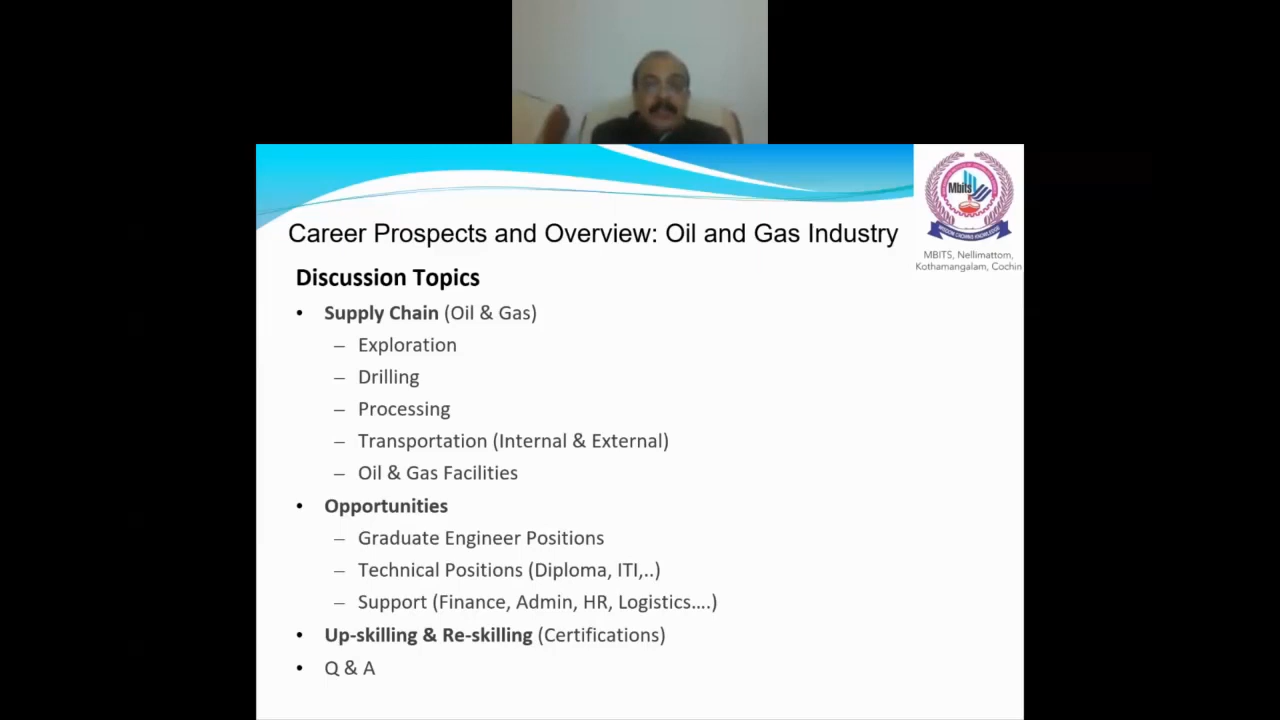 Mbits
MBITS, Nellimattom,
Kothamangalam, Cochin
Career Prospects and Overview: Oil and Gas Industry
Discussion Topics
• Supply Chain (Oil & Gas)
– Exploration
– Drilling
– Processing
– Transportation (Internal & External)
– Oil & Gas Facilities
• Opportunities
– Graduate Engineer Positions
– Technical Positions (Diploma, ITI,..)
– Support (Finance, Admin, HR, Logistics....)
• Up-skilling & Re-skilling (Certifications)
• Q & A